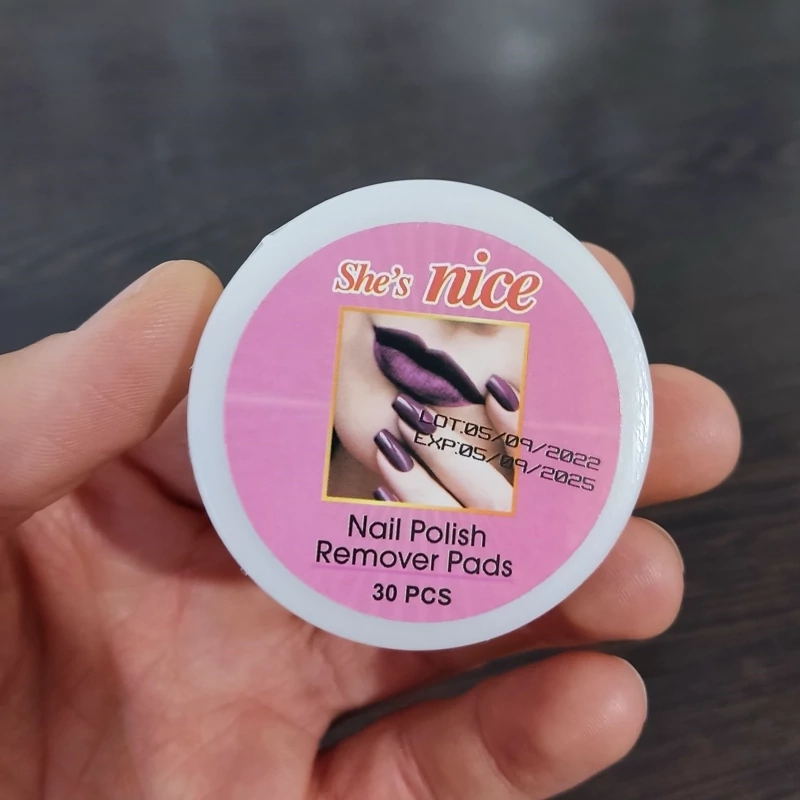 She's nice
LOT:05/09/2022
EXP:05/09/2025
Nail Polish
Remover Pads
30 PCS